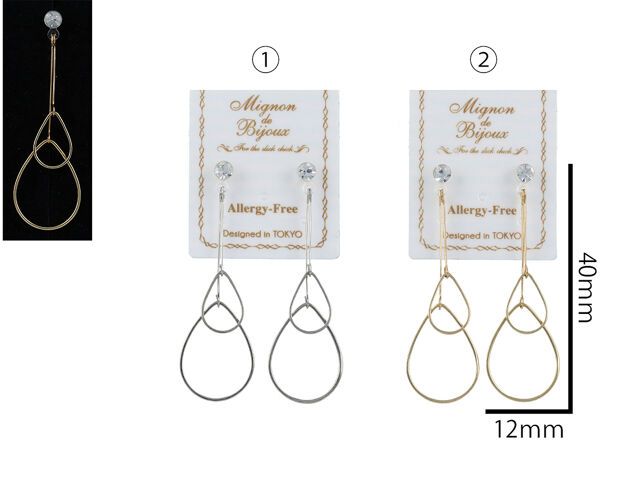 ① ②
Mignon
de
Bijoux
For the slick chick
Allergy-Free
Designed in TOKYO
Mignon
de
Bijoux
For the slick chick
Allergy-Free
Designed in TOKYO
40mm
12mm